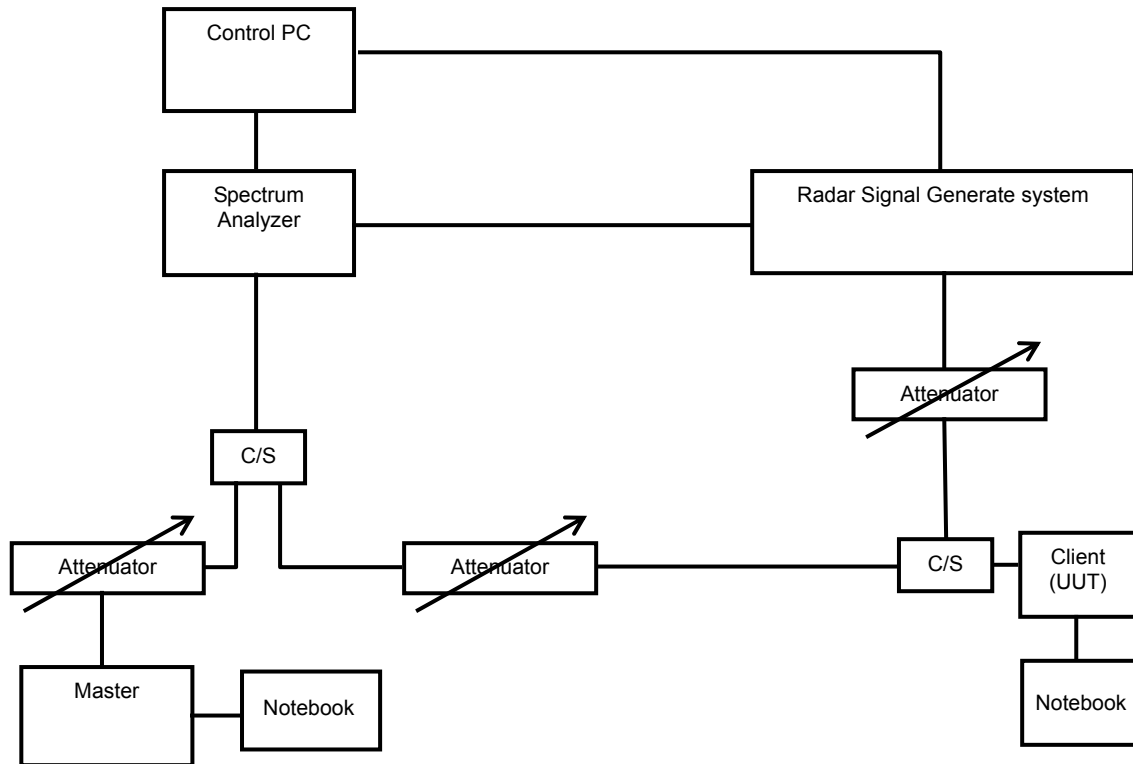 Control PC
Spectrum
Analyzer
Radar Signal Generate system
Attenuator
C/S
Attenuator
Attenuator
C/S
Client
(UUT)
Master
Notebook
Notebook